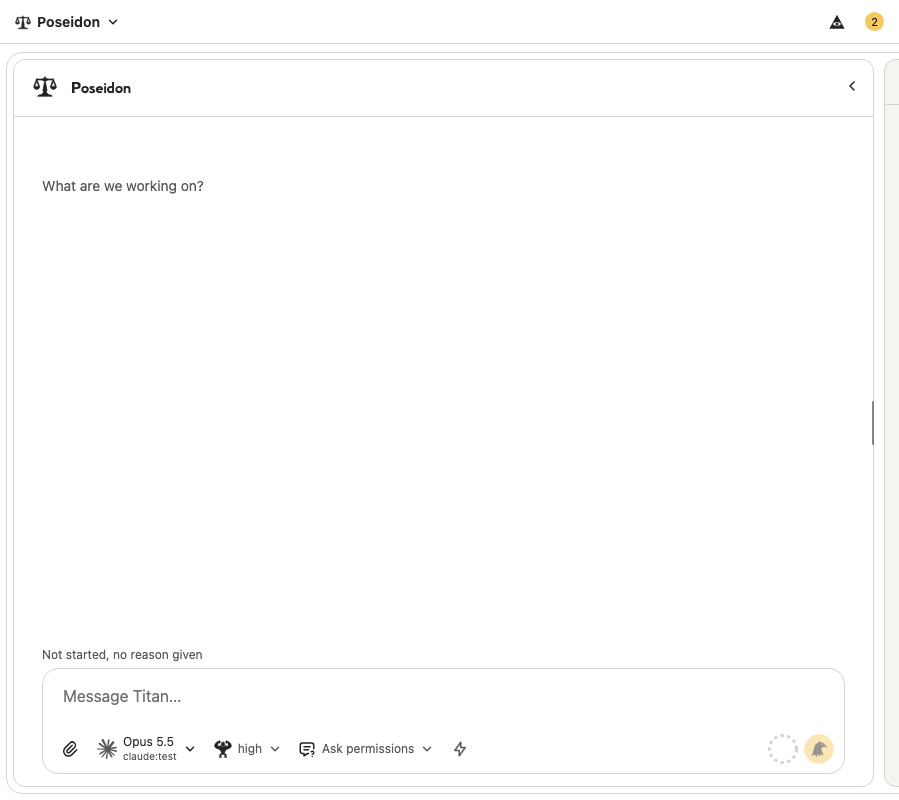 Poseidon
2
Poseidon
What are we working on?
Not started, no reason given
Message Titan...
Opus 5.5
claude:test
high
Ask permissions